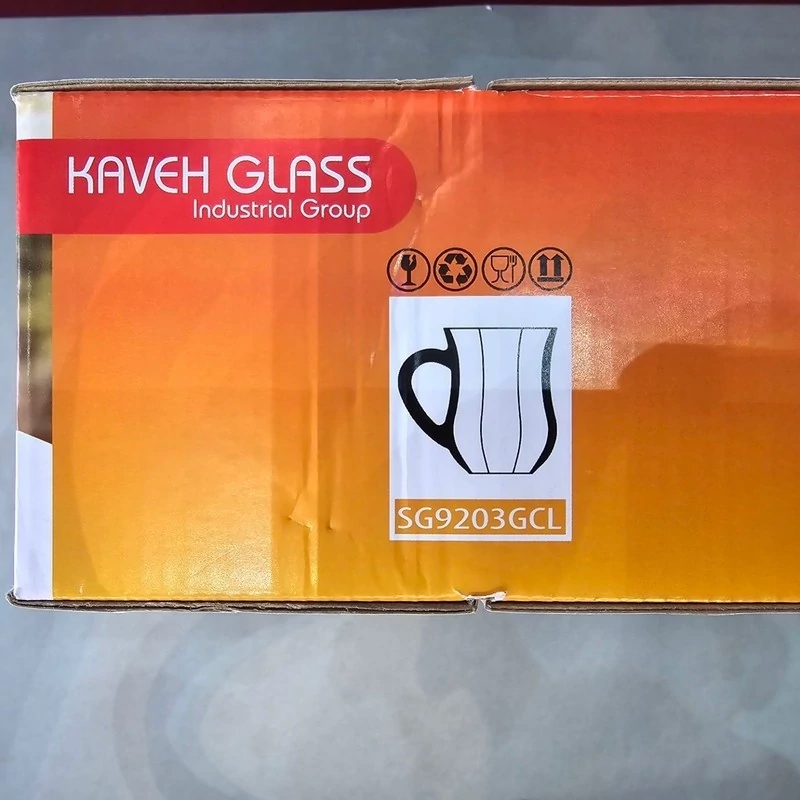 KAVEH GLASS
Industrial Group
SG9203GCL